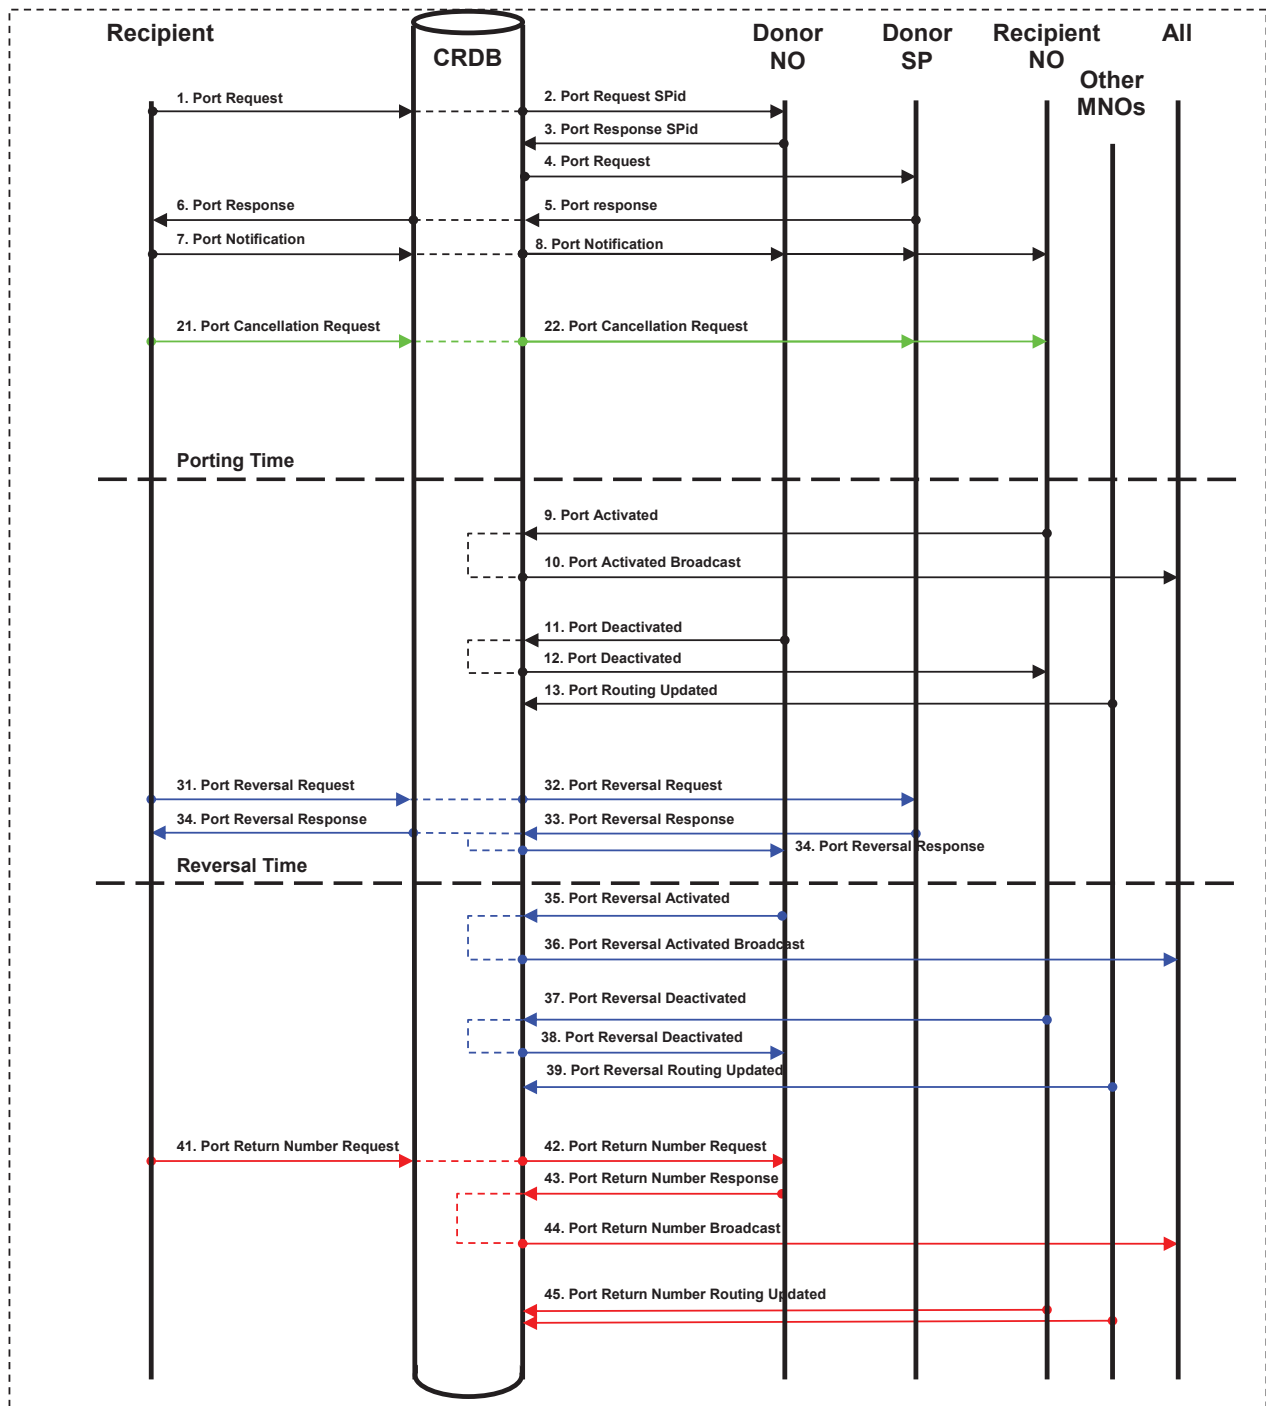 Recipient
CRDB
Donor
NO
Donor
SP
Recipient
NO
All
Other
MNOs
1. Port Request
2. Port Request SPid
3. Port Response SPid
4. Port Request
6. Port Response
5. Port response
7. Port Notification
8. Port Notification
21. Port Cancellation Request
22. Port Cancellation Request
Porting Time
9. Port Activated
10. Port Activated Broadcast
11. Port Deactivated
12. Port Deactivated
13. Port Routing Updated
31. Port Reversal Request
32. Port Reversal Request
34. Port Reversal Response
33. Port Reversal Response
34. Port Reversal Response
Reversal Time
35. Port Reversal Activated
36. Port Reversal Activated Broadcast
37. Port Reversal Deactivated
38. Port Reversal Deactivated
39. Port Reversal Routing Updated
41. Port Return Number Request
42. Port Return Number Request
43. Port Return Number Response
44. Port Return Number Broadcast
45. Port Return Number Routing Updated